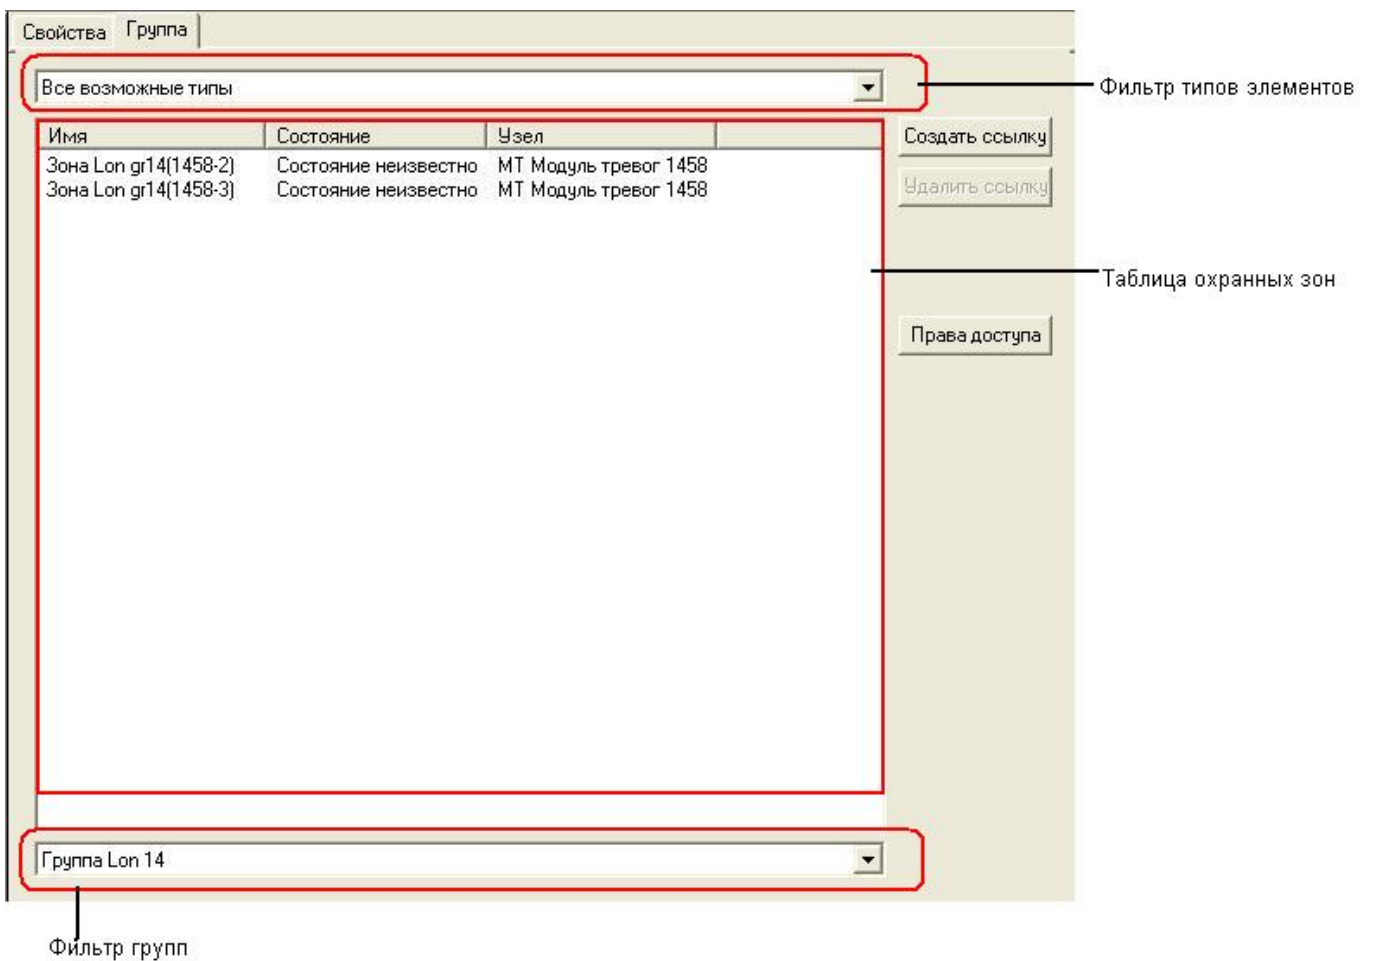 Свойства Группа
Все возможные типы
Фильтр типов элементов
Имя Состояние Узел
Создать ссылку
Зона Lon gr14(1458-2) Состояние неизвестно МТ Модуль тревог 1458
Зона Lon gr14(1458-3) Состояние неизвестно МТ Модуль тревог 1458
Удалить ссылку
Таблица охранных зон
Права доступа
Группа Lon 14
Фильтр групп